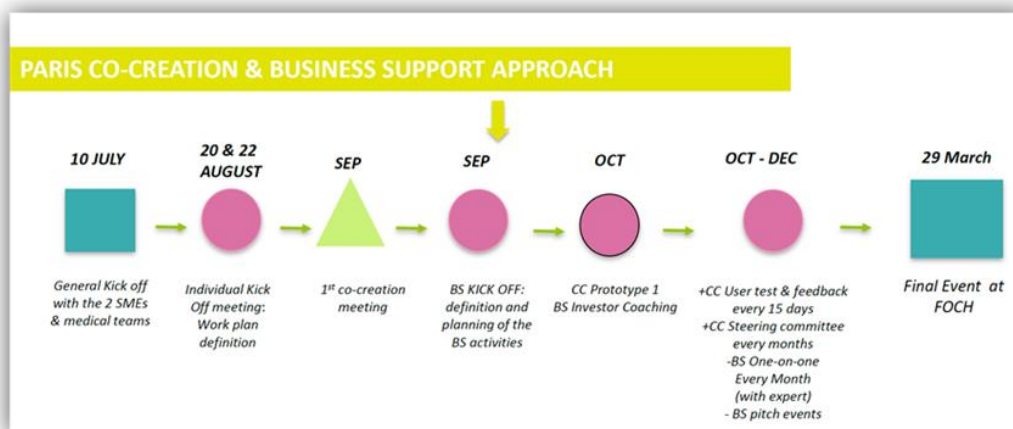 PARIS CO-CREATION & BUSINESS SUPPORT APPROACH
10 JULY
General Kick off
with the 2 SMEs
& medical teams
20 & 22
AUGUST
Individual Kick
Off meeting:
Work plan
definition
SEP
1st co-creation
meeting
SEP
BS KICK OFF:
definition and
planning of the
BS activities
OCT
CC Prototype 1
BS Investor Coaching
OCT - DEC
+CC User test & feedback
every 15 days
+CC Steering committee
every months
-BS One-on-one
Every Month
(with expert)
- BS pitch events
29 March
Final Event at
FOCH